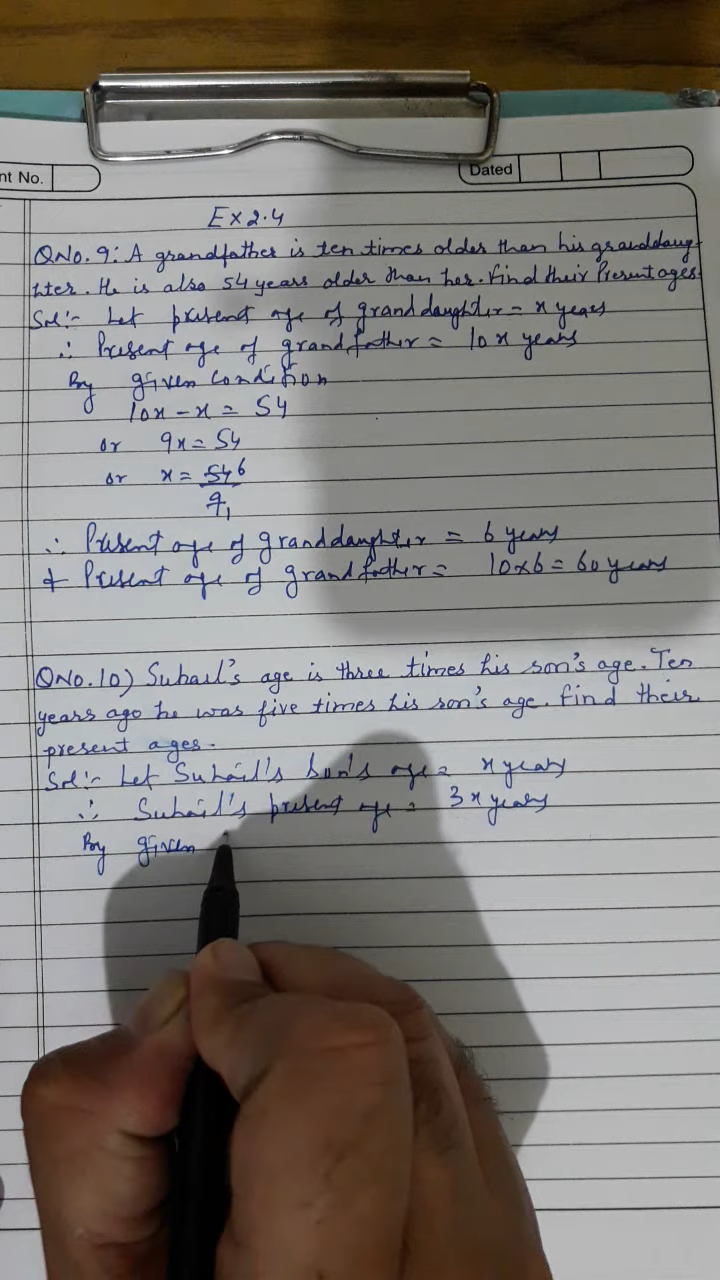 nt No.
Dated
Ex 2.4
QNo. 9: A grandfather is ten times older than his granddaug-
hter. He is also 54 years older than her. Find their Present ages.
Sol:- Let present age of granddaughter = x years
∴ Present age of grandfather = 10x years
By given condition
10x - x = 54
or 9x = 54
or x = 54 6
9 1
∴ Present age of granddaughter = 6 years
& Present age of grandfather = 10×6 = 60 years
QNo. 10) Suhail's age is three times his son's age. Ten
years ago he was five times his son's age. Find their
present ages.
Sol:- Let Suhail's son's age = x years
∴ Suhail's present age = 3x years
By given